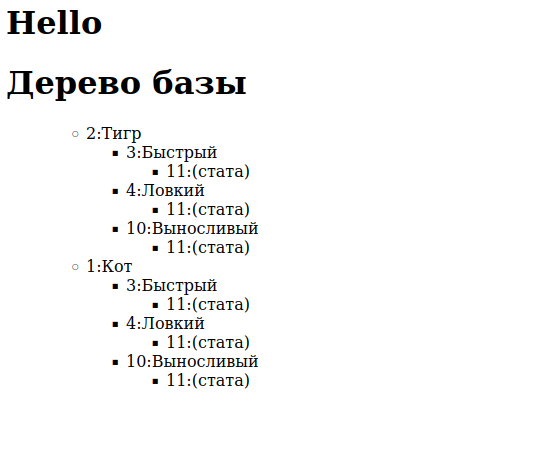 Hello
Дерево базы
2:Тигр
3:Быстрый
11:(стата)
4:Ловкий
11:(стата)
10:Выносливый
11:(стата)
1:Кот
3:Быстрый
11:(стата)
4:Ловкий
11:(стата)
10:Выносливый
11:(стата)